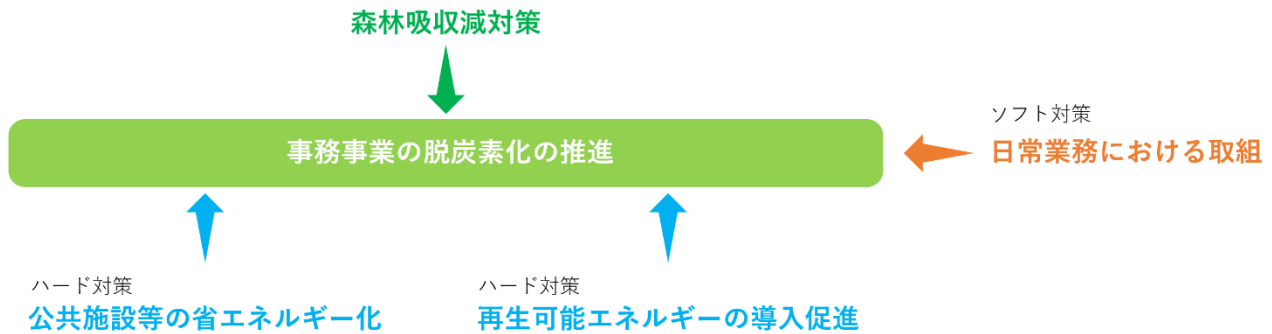 森林吸収減対策
事務事業の脱炭素化の推進
ソフト対策
日常業務における取組
ハード対策
公共施設等の省エネルギー化
ハード対策
再生可能エネルギーの導入促進